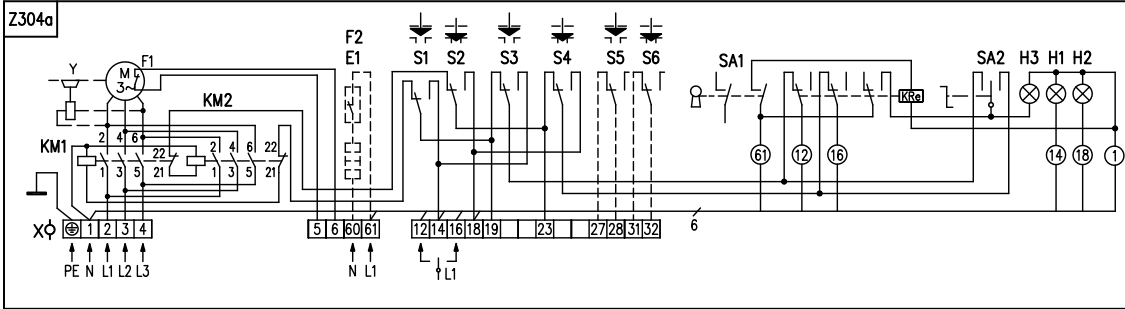 Z304a
F2
E1
S1 S2 S3 S4 S5 S6
SA1 SA2 H3 H1 H2
Y
M
3~
F1
KM2
KRe
KM1
2 4 6
22
2 4 6 22
1 3 5
21
1 3 5 21
61 12 16 14 18 1
6
X
1 2 3 4
5 6 60 61
12 14 16 18 19 23 27 28 31 32
PE N L1 L2 L3
N L1
L1